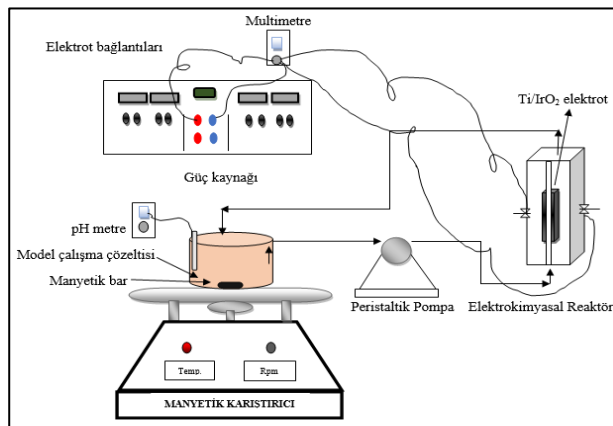 Multimetre
Elektrot bağlantıları
Ti/IrO₂ elektrot
Güç kaynağı
pH metre
Model çalışma çözeltisi
Manyetik bar
Peristaltik Pompa
Elektrokimyasal Reaktör
Temp.
Rpm
MANYETİK KARISTIRICI